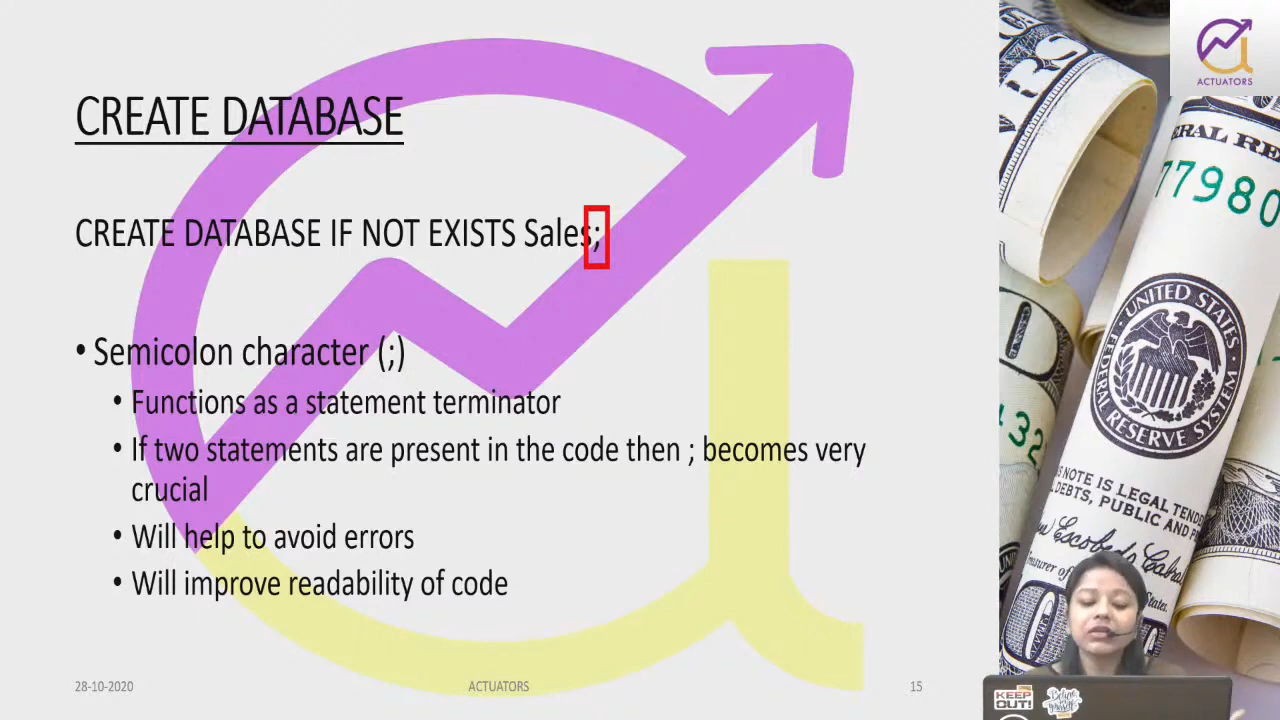 CREATE DATABASE
CREATE DATABASE IF NOT EXISTS Sales;
• Semicolon character (;)
• Functions as a statement terminator
• If two statements are present in the code then ; becomes very
crucial
• Will help to avoid errors
• Will improve readability of code
28-10-2020
ACTUATORS
15
ACTUATORS
ERAL RE
77980
UNITED STATES
FEDERAL RESERVE SYSTEM
NOTE IS LEGAL TENDE
DEBTS, PUBLIC AND
States.
KEEP
OUT!